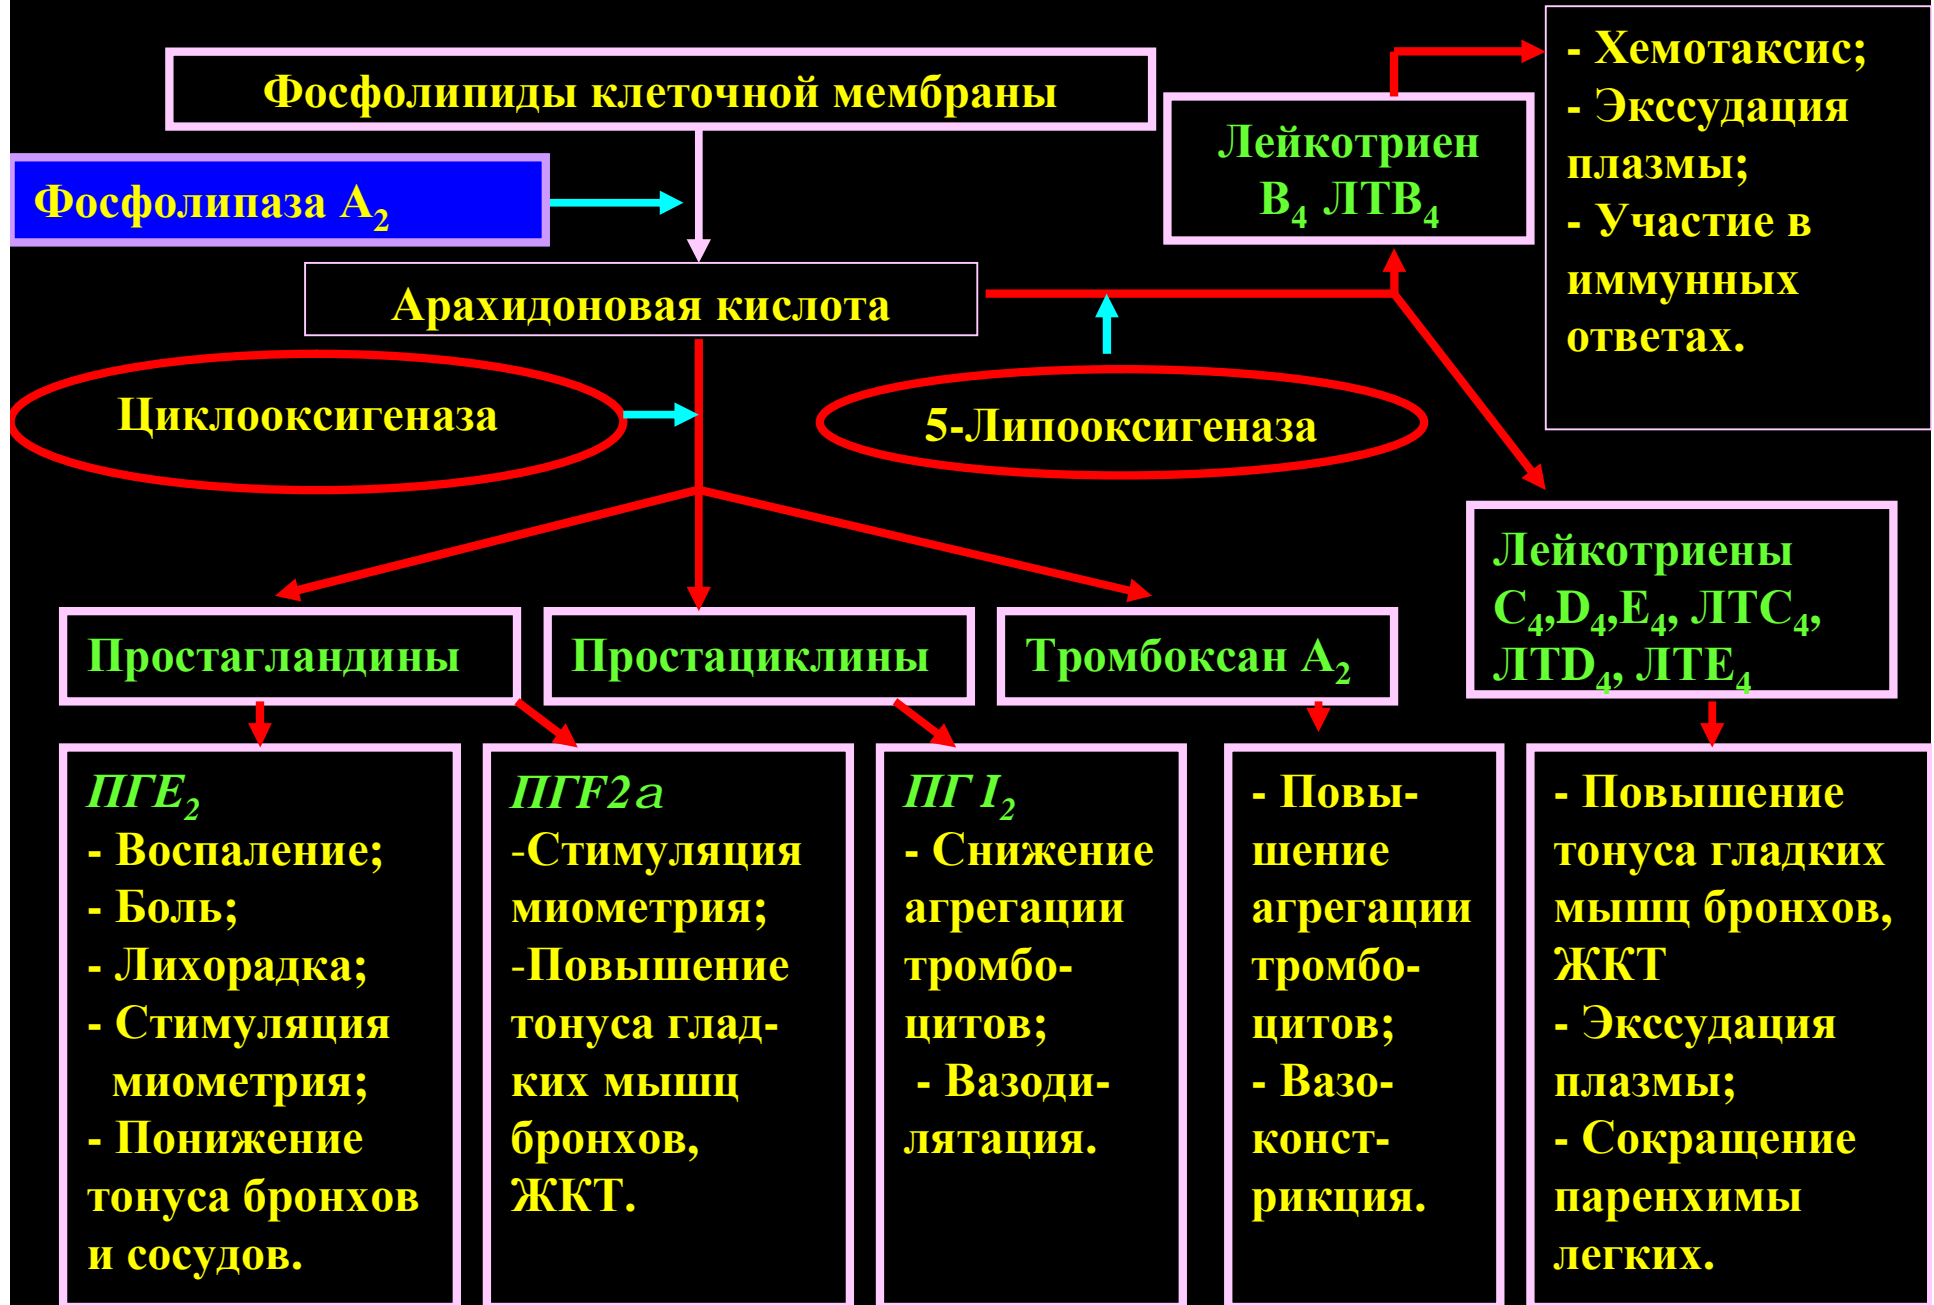 Фосфолипиды клеточной мембраны
Фосфолипаза А₂
Арахидоновая кислота
Циклооксигеназа
5-Липооксигеназа
Лейкотриен
В₄ ЛТВ₄
- Хемотаксис;
- Экссудация
плазмы;
- Участие в
иммунных
ответах.
Лейкотриены
С₄,D₄,Е₄, ЛТС₄,
ЛТD₄, ЛТЕ₄
Простагландины
Простациклины
Тромбоксан А₂
ПГЕ₂
- Воспаление;
- Боль;
- Лихорадка;
- Стимуляция
миометрия;
- Понижение
тонуса бронхов
и сосудов.
ПГF2a
-Стимуляция
миометрия;
-Повышение
тонуса глад-
ких мышц
бронхов,
ЖКТ.
ПГ I₂
- Снижение
агрегации
тромбо-
цитов;
- Вазоди-
лятация.
- Повы-
шение
агрегации
тромбо-
цитов;
- Вазо-
конст-
рикция.
- Повышение
тонуса гладких
мышц бронхов,
ЖКТ
- Экссудация
плазмы;
- Сокращение
паренхимы
легких.